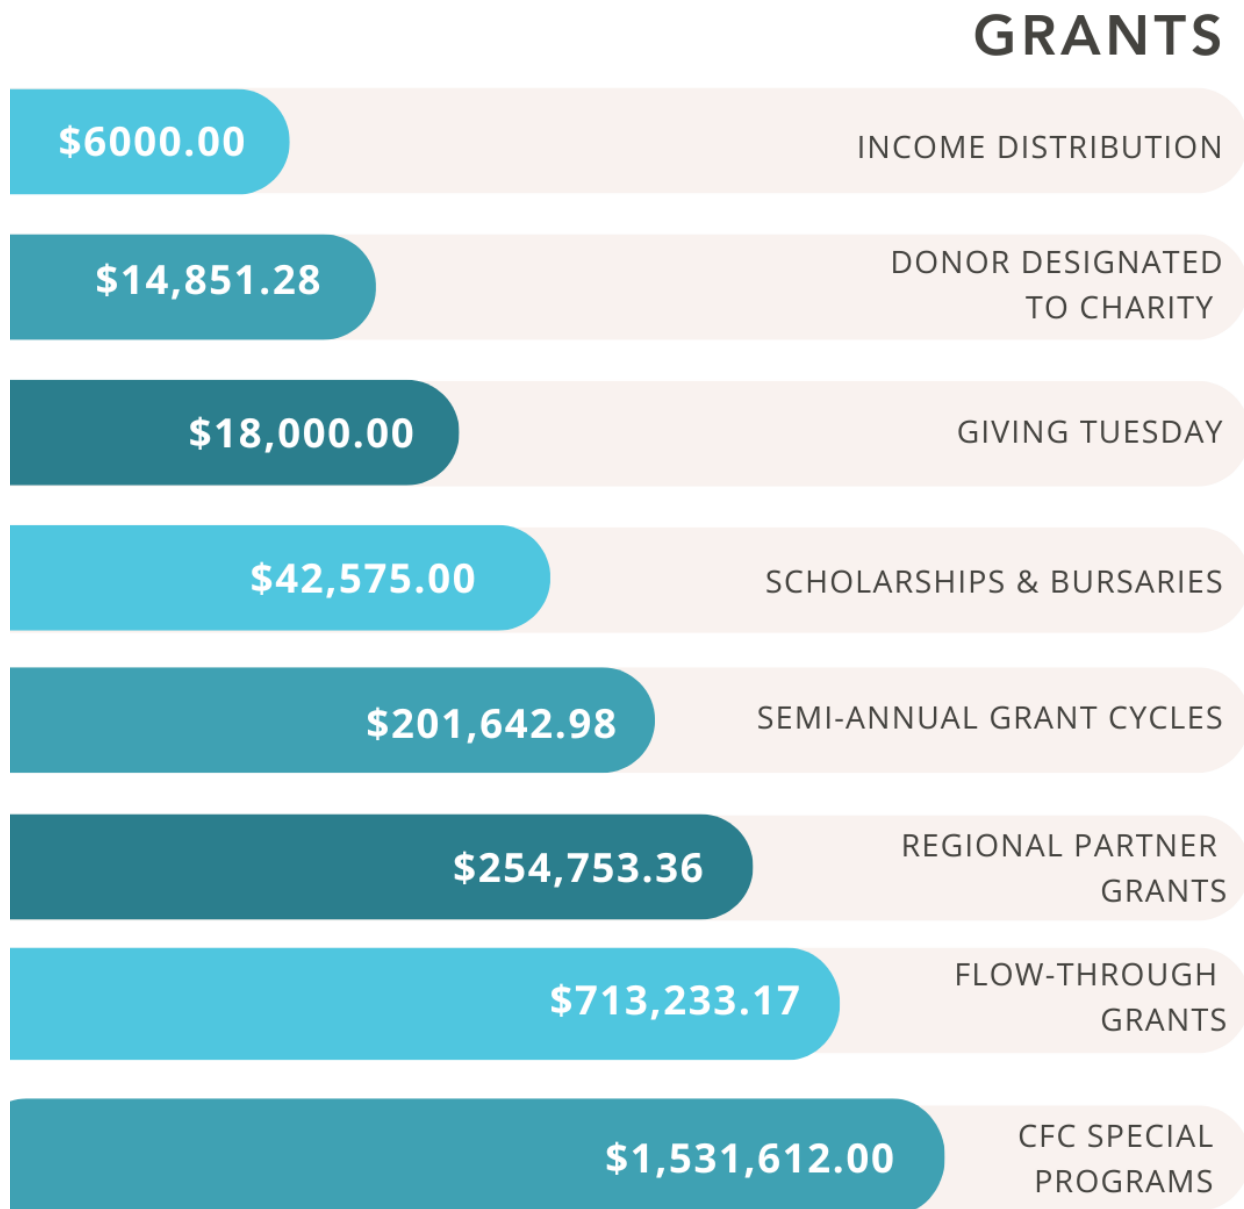 GRANTS
$6000.00
INCOME DISTRIBUTION
$14,851.28
DONOR DESIGNATED
TO CHARITY
$18,000.00
GIVING TUESDAY
$42,575.00
SCHOLARSHIPS & BURSARIES
$201,642.98
SEMI-ANNUAL GRANT CYCLES
$254,753.36
REGIONAL PARTNER
GRANTS
$713,233.17
FLOW-THROUGH
GRANTS
$1,531,612.00
CFC SPECIAL
PROGRAMS